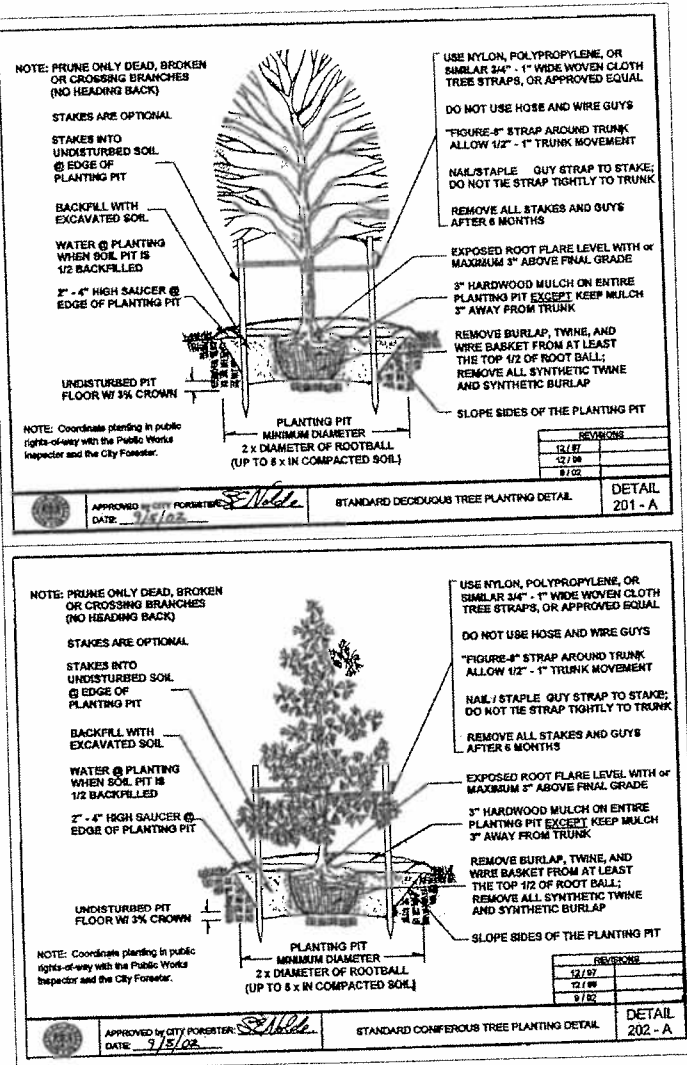 NOTE: PRUNE ONLY DEAD, BROKEN
OR CROSSING BRANCHES
(NO HEADING BACK)
STAKES ARE OPTIONAL
STAKES INTO
UNDISTURBED SOIL
@ EDGE OF
PLANTING PIT
BACKFILL WITH
EXCAVATED SOIL
WATER @ PLANTING
WHEN SOIL PIT IS
1/2 BACKFILLED
2" - 4" HIGH SAUCER @
EDGE OF PLANTING PIT
UNDISTURBED PIT
FLOOR W/ 3% CROWN
NOTE: Coordinate planting in public
rights-of-way with the Public Works
Inspector and the City Forester.
USE NYLON, POLYPROPYLENE, OR
SIMILAR 3/4" - 1" WIDE WOVEN CLOTH
TREE STRAPS, OR APPROVED EQUAL
DO NOT USE HOSE AND WIRE GUYS
"FIGURE-8" STRAP AROUND TRUNK
ALLOW 1/2" - 1" TRUNK MOVEMENT
NAIL/STAPLE GUY STRAP TO STAKE;
DO NOT TIE STRAP TIGHTLY TO TRUNK
REMOVE ALL STAKES AND GUYS
AFTER 6 MONTHS
EXPOSED ROOT FLARE LEVEL WITH or
MAXIMUM 3" ABOVE FINAL GRADE
3" HARDWOOD MULCH ON ENTIRE
PLANTING PIT EXCEPT KEEP MULCH
3" AWAY FROM TRUNK
REMOVE BURLAP, TWINE, AND
WIRE BASKET FROM AT LEAST
THE TOP 1/2 OF ROOT BALL;
REMOVE ALL SYNTHETIC TWINE
AND SYNTHETIC BURLAP
SLOPE SIDES OF THE PLANTING PIT
PLANTING PIT
MINIMUM DIAMETER
2 x DIAMETER OF ROOTBALL
(UP TO 5 x IN COMPACTED SOIL)
REVISIONS
12/97
12/98
9/02
APPROVED by CITY FORESTER: Nolde
DATE: 9/5/02
STANDARD DECIDUOUS TREE PLANTING DETAIL
DETAIL
201 - A
NOTE: PRUNE ONLY DEAD, BROKEN
OR CROSSING BRANCHES
(NO HEADING BACK)
STAKES ARE OPTIONAL
STAKES INTO
UNDISTURBED SOIL
@ EDGE OF
PLANTING PIT
BACKFILL WITH
EXCAVATED SOIL
WATER @ PLANTING
WHEN SOIL PIT IS
1/2 BACKFILLED
2" - 4" HIGH SAUCER @
EDGE OF PLANTING PIT
UNDISTURBED PIT
FLOOR W/ 3% CROWN
NOTE: Coordinate planting in public
rights-of-way with the Public Works
Inspector and the City Forester.
USE NYLON, POLYPROPYLENE, OR
SIMILAR 3/4" - 1" WIDE WOVEN CLOTH
TREE STRAPS, OR APPROVED EQUAL
DO NOT USE HOSE AND WIRE GUYS
"FIGURE-8" STRAP AROUND TRUNK
ALLOW 1/2" - 1" TRUNK MOVEMENT
NAIL / STAPLE GUY STRAP TO STAKE;
DO NOT TIE STRAP TIGHTLY TO TRUNK
REMOVE ALL STAKES AND GUYS
AFTER 6 MONTHS
EXPOSED ROOT FLARE LEVEL WITH or
MAXIMUM 3" ABOVE FINAL GRADE
3" HARDWOOD MULCH ON ENTIRE
PLANTING PIT EXCEPT KEEP MULCH
3" AWAY FROM TRUNK
REMOVE BURLAP, TWINE, AND
WIRE BASKET FROM AT LEAST
THE TOP 1/2 OF ROOT BALL;
REMOVE ALL SYNTHETIC TWINE
AND SYNTHETIC BURLAP
SLOPE SIDES OF THE PLANTING PIT
PLANTING PIT
MINIMUM DIAMETER
2 x DIAMETER OF ROOTBALL
(UP TO 5 x IN COMPACTED SOIL)
REVISIONS
12/97
12/98
9/02
APPROVED by CITY FORESTER: Nolde
DATE: 9/5/02
STANDARD CONIFEROUS TREE PLANTING DETAIL
DETAIL
202 - A